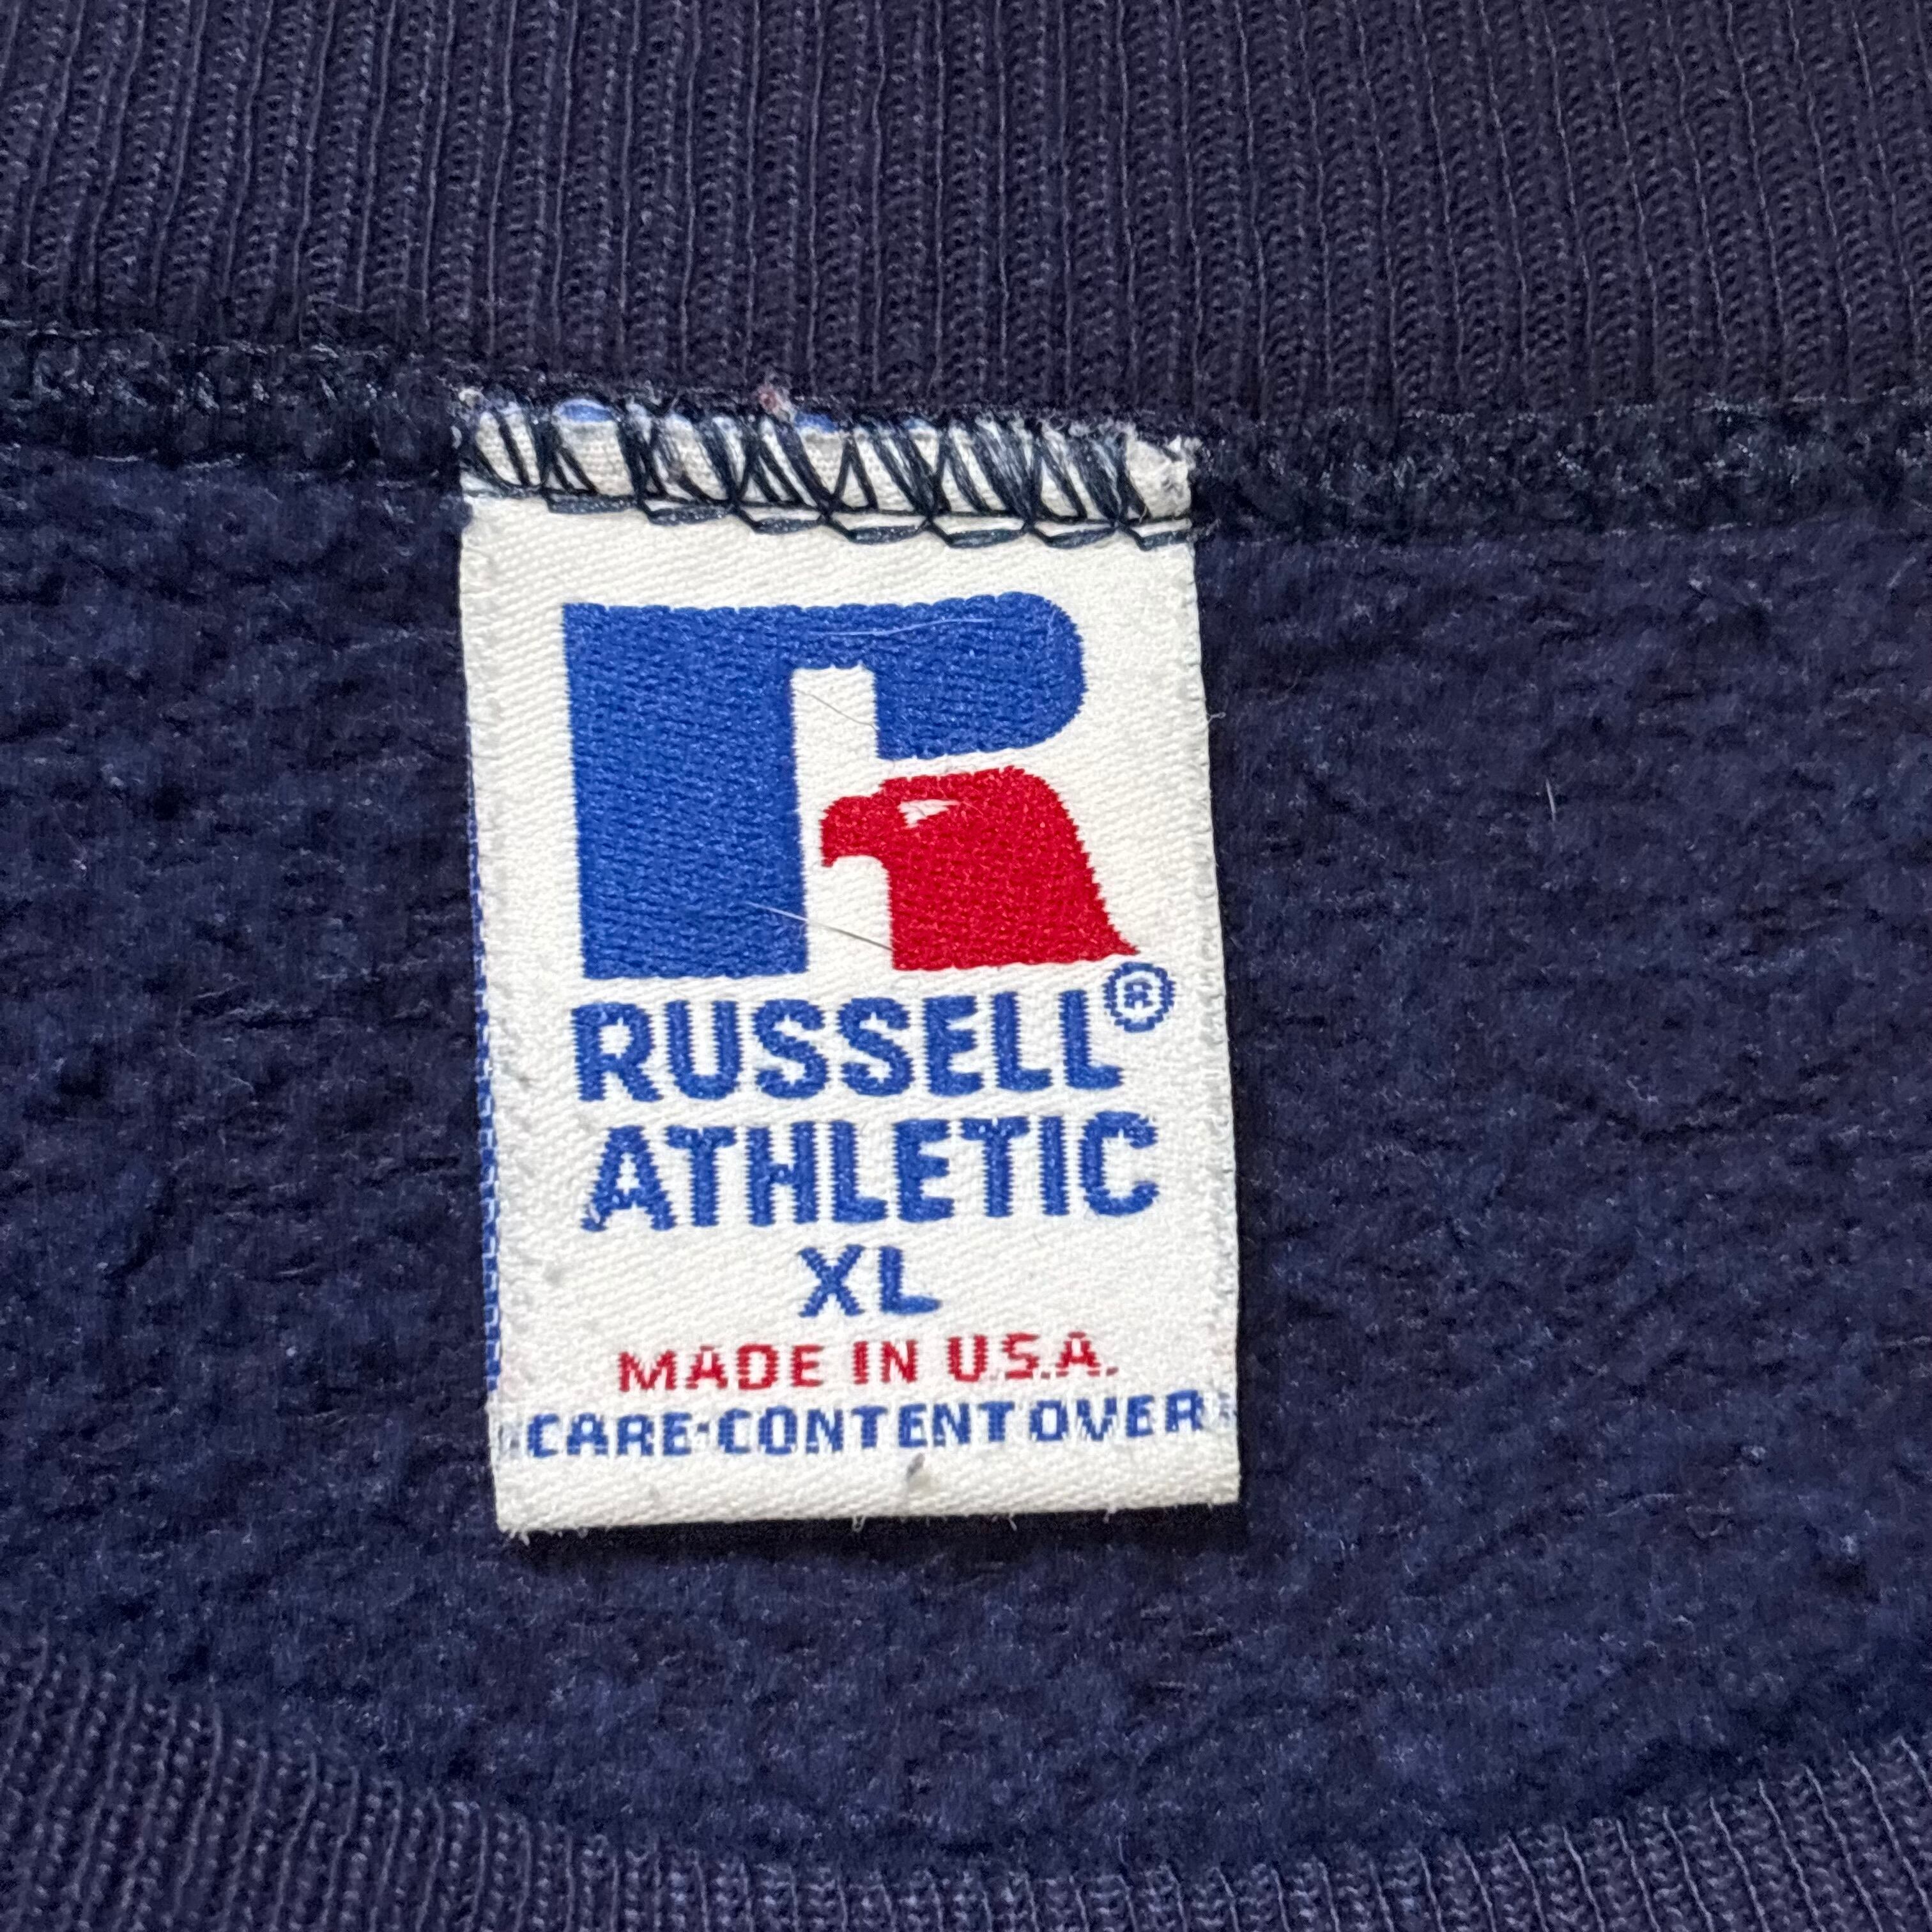 R
RUSSELL®
ATHLETIC
XL
MADE IN U.S.A.
CARE·CONTENT OVER